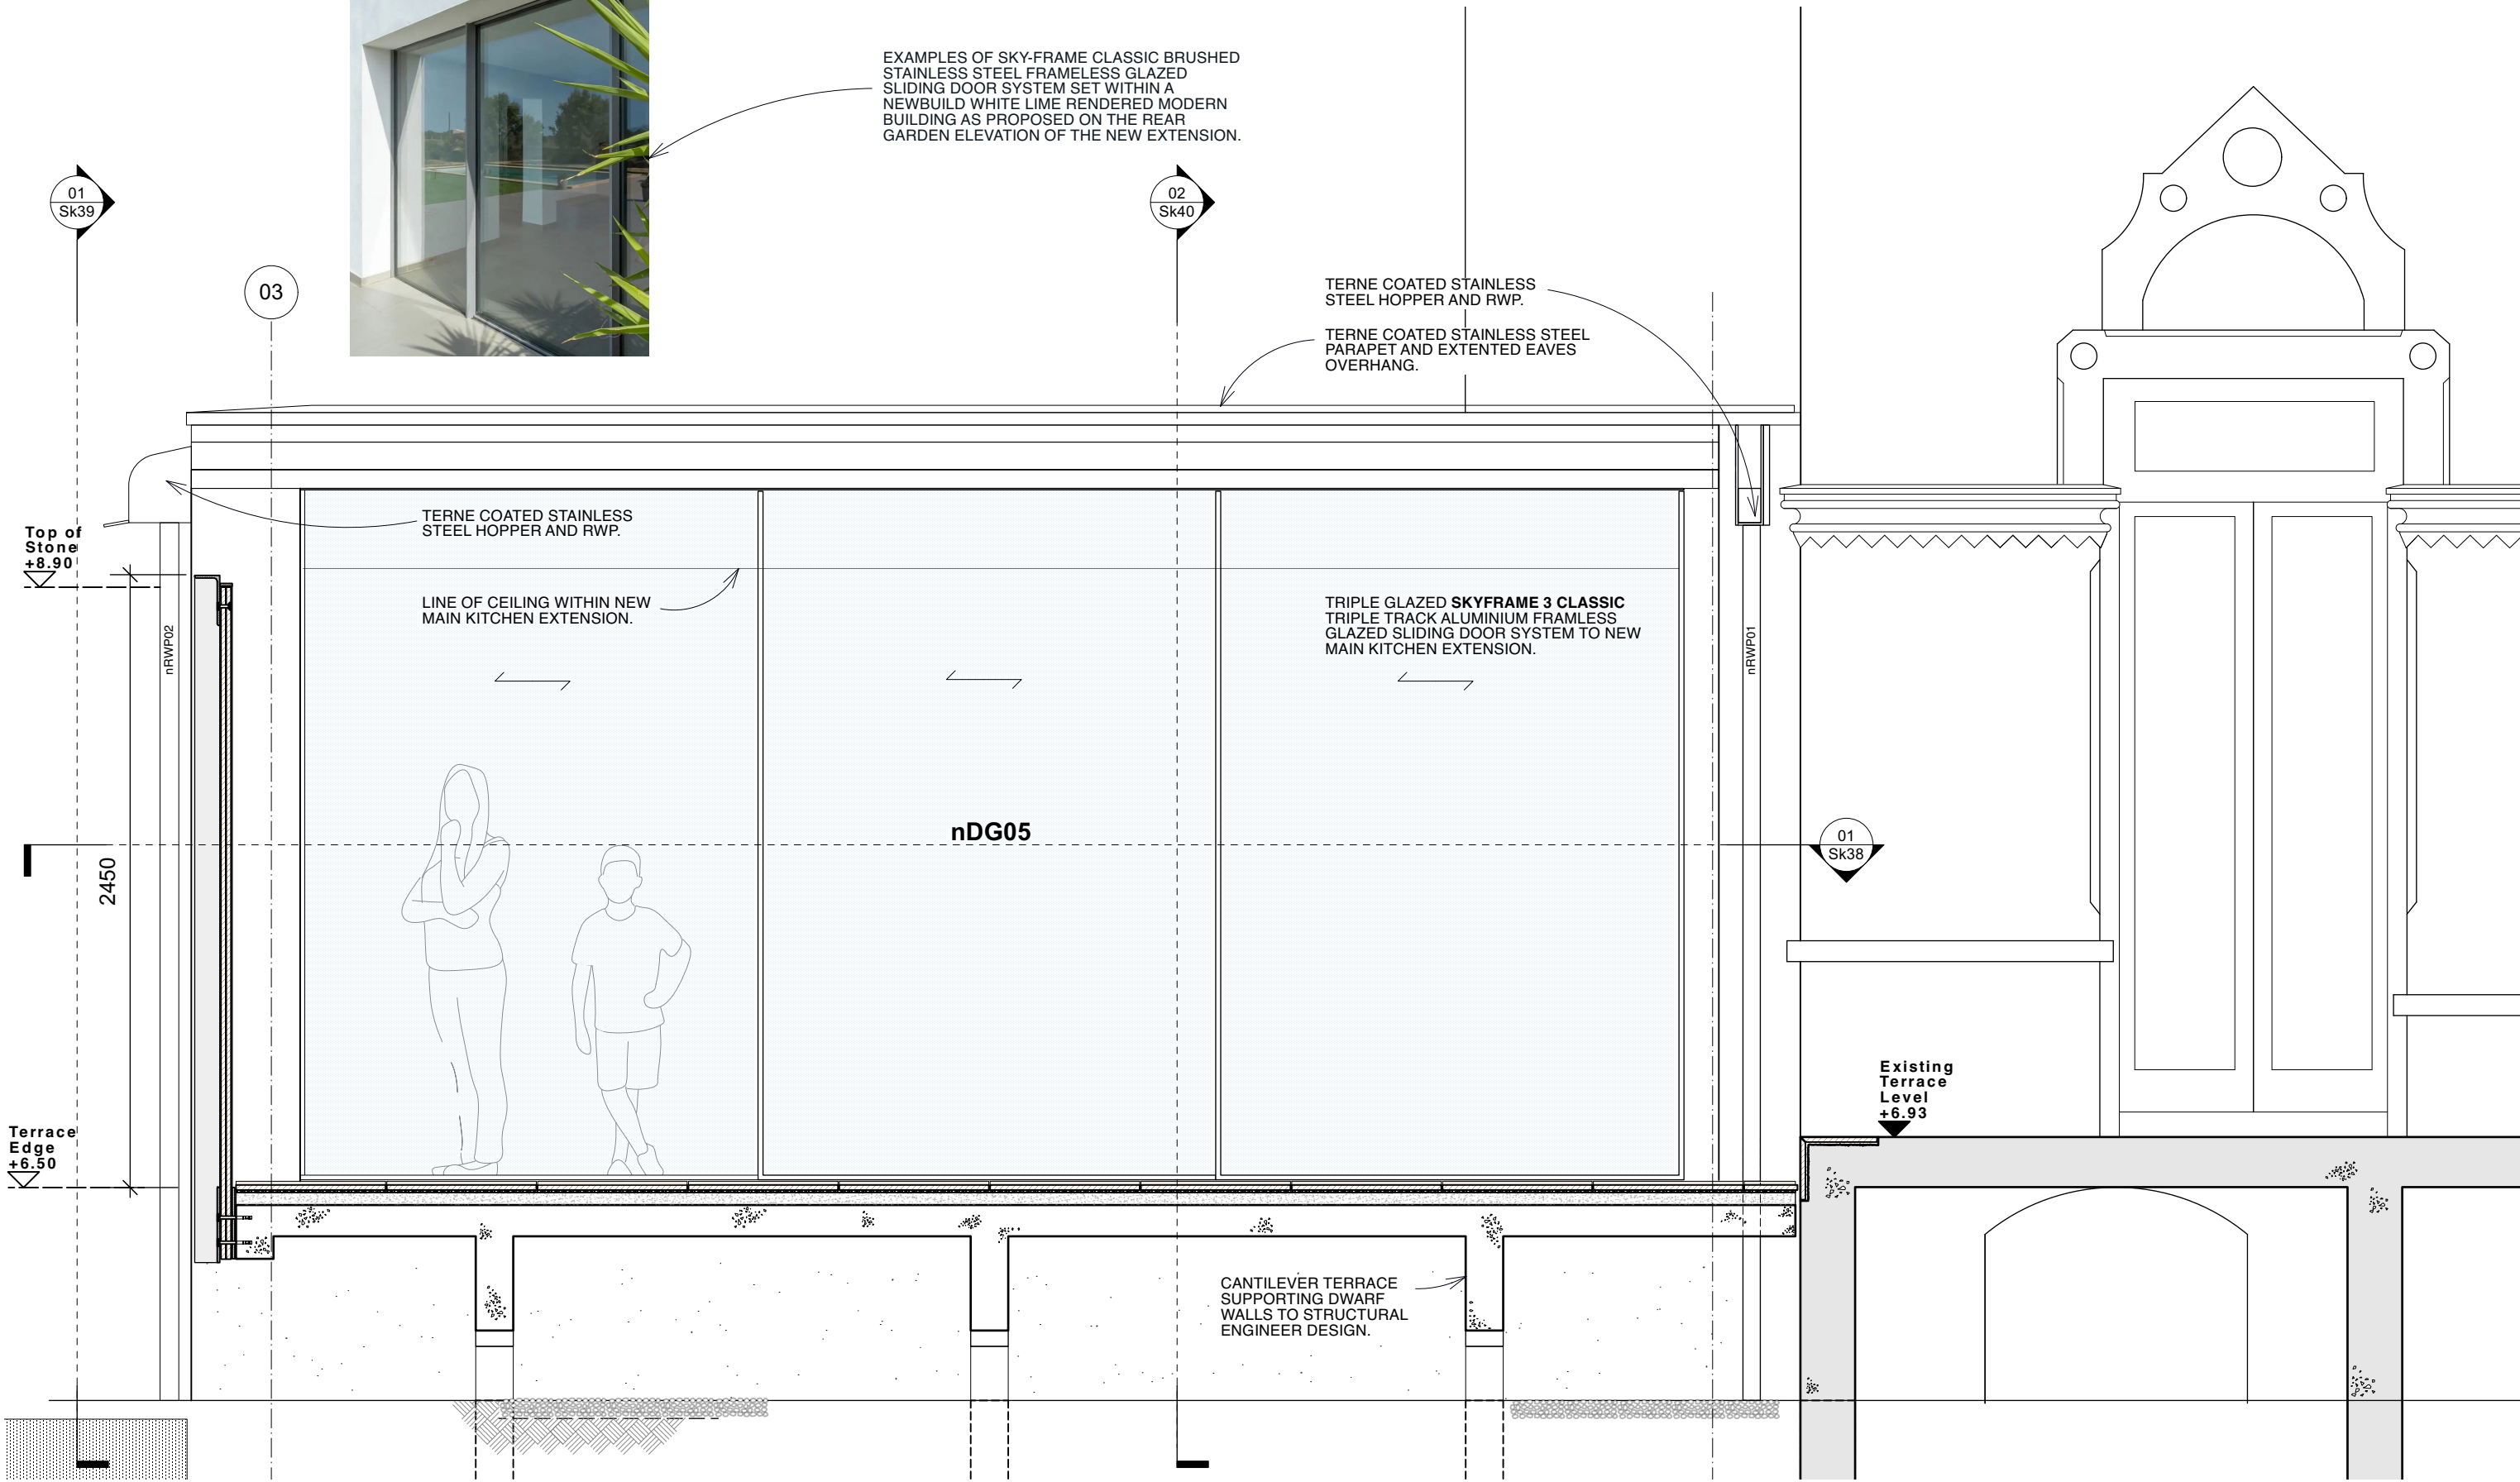 EXAMPLES OF SKY-FRAME CLASSIC BRUSHED
STAINLESS STEEL FRAMELESS GLAZED
SLIDING DOOR SYSTEM SET WITHIN A
NEWBUILD WHITE LIME RENDERED MODERN
BUILDING AS PROPOSED ON THE REAR
GARDEN ELEVATION OF THE NEW EXTENSION.
01
Sk39
02
Sk40
03
TERNE COATED STAINLESS
STEEL HOPPER AND RWP.
TERNE COATED STAINLESS STEEL
PARAPET AND EXTENTED EAVES
OVERHANG.
TERNE COATED STAINLESS
STEEL HOPPER AND RWP.
Top of
Stone
+8.90
LINE OF CEILING WITHIN NEW
MAIN KITCHEN EXTENSION.
TRIPLE GLAZED SKYFRAME 3 CLASSIC
TRIPLE TRACK ALUMINIUM FRAMLESS
GLAZED SLIDING DOOR SYSTEM TO NEW
MAIN KITCHEN EXTENSION.
nRWP02
nRWP01
nDG05
01
Sk38
2450
Existing
Terrace
Level
+6.93
Terrace
Edge
+6.50
CANTILEVER TERRACE
SUPPORTING DWARF
WALLS TO STRUCTURAL
ENGINEER DESIGN.